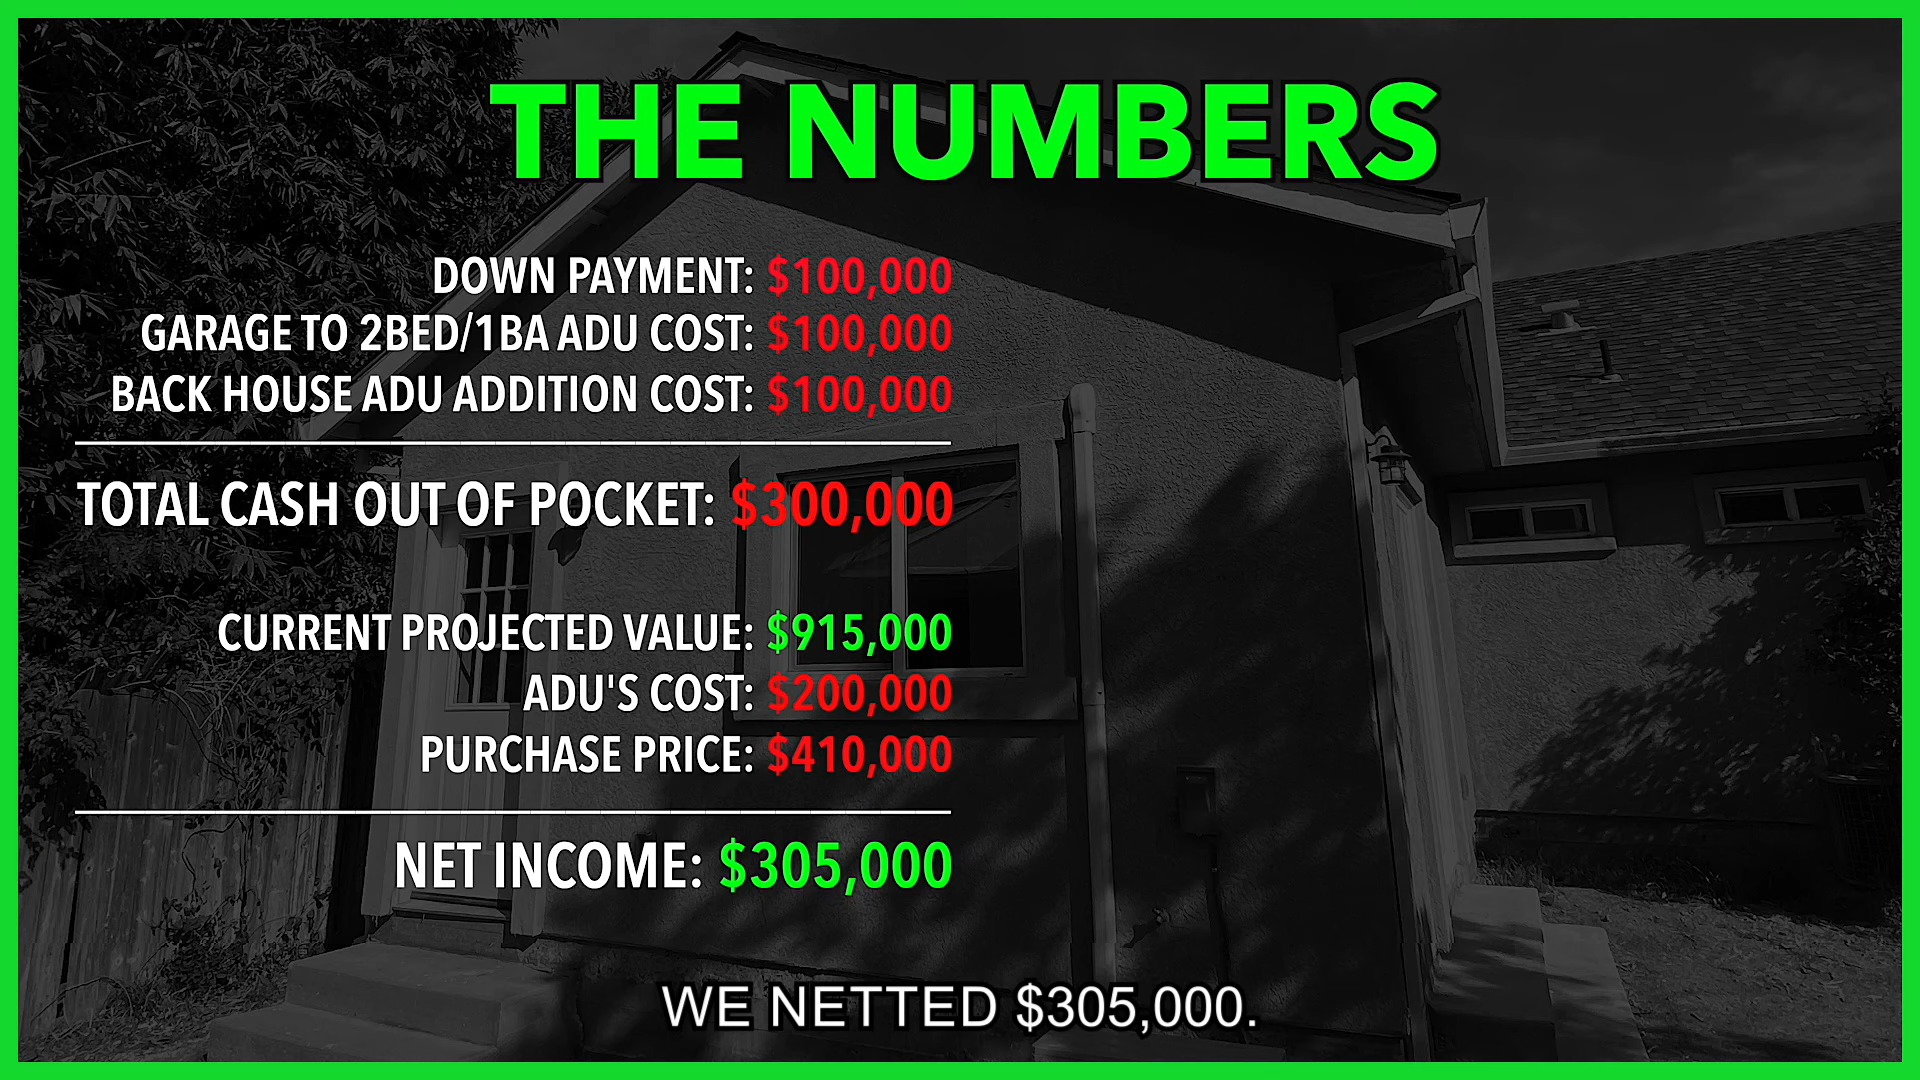 THE NUMBERS
DOWN PAYMENT: $100,000
GARAGE TO 2BED/1BA ADU COST: $100,000
BACK HOUSE ADU ADDITION COST: $100,000
TOTAL CASH OUT OF POCKET: $300,000
CURRENT PROJECTED VALUE: $915,000
ADU'S COST: $200,000
PURCHASE PRICE: $410,000
NET INCOME: $305,000
WE NETTED $305,000.